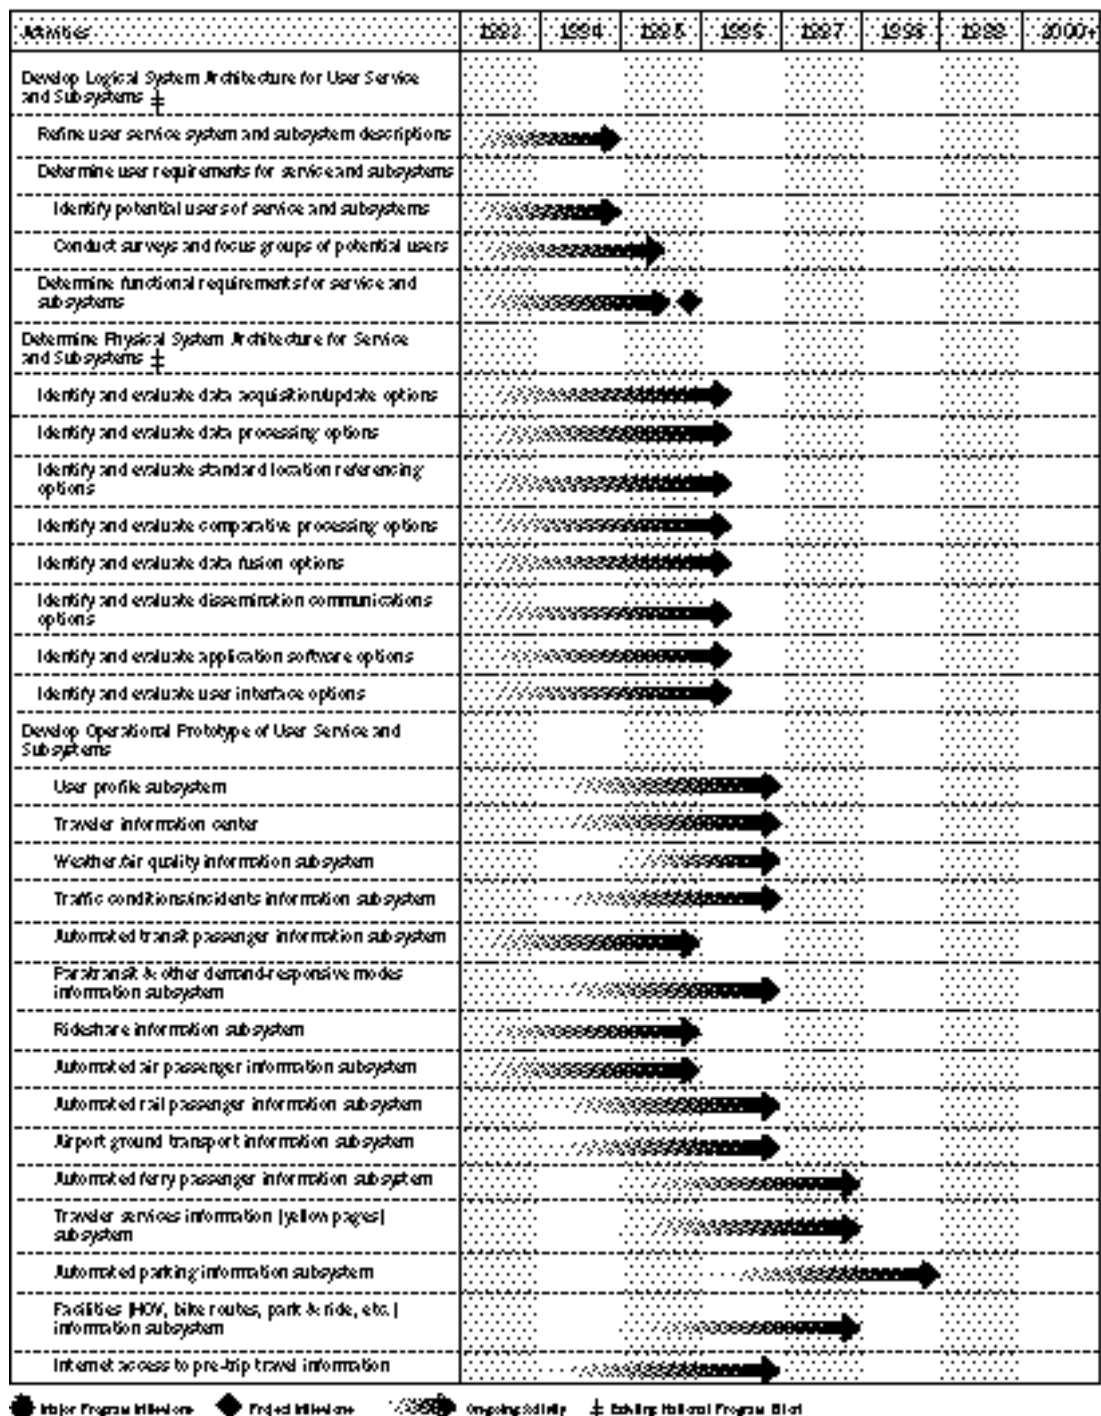 Activities 1993 1994 1995 1996 1997 1998 1999 2000+
Develop Logical System Architecture for User Service
and Subsystems ‡
Refine user service system and subsystem descriptions
Determine user requirements for service and subsystems
Identify potential users of service and subsystems
Conduct surveys and focus groups of potential users
Determine functional requirements for service and
subsystems
Determine Physical System Architecture for Service
and Subsystems ‡
Identify and evaluate data acquisition/update options
Identify and evaluate data processing options
Identify and evaluate standard location referencing
options
Identify and evaluate comparative processing options
Identify and evaluate data fusion options
Identify and evaluate dissemination communications
options
Identify and evaluate application software options
Identify and evaluate user interface options
Develop Operational Prototype of User Service and
Subsystems
User profile subsystem
Traveler information center
Weather/air quality information subsystem
Traffic conditions/incidents information subsystem
Automated transit passenger information subsystem
Paratransit & other demand-responsive modes
information subsystem
Rideshare information subsystem
Automated air passenger information subsystem
Automated rail passenger information subsystem
Airport ground transport information subsystem
Automated ferry passenger information subsystem
Traveler services information (yellow pages)
subsystem
Automated parking information subsystem
Facilities (HOV, bike routes, park & ride, etc.)
information subsystem
Internet access to pre-trip travel information
Major Program Milestone Project Milestone Ongoing Activity ‡ Existing National Program Effort